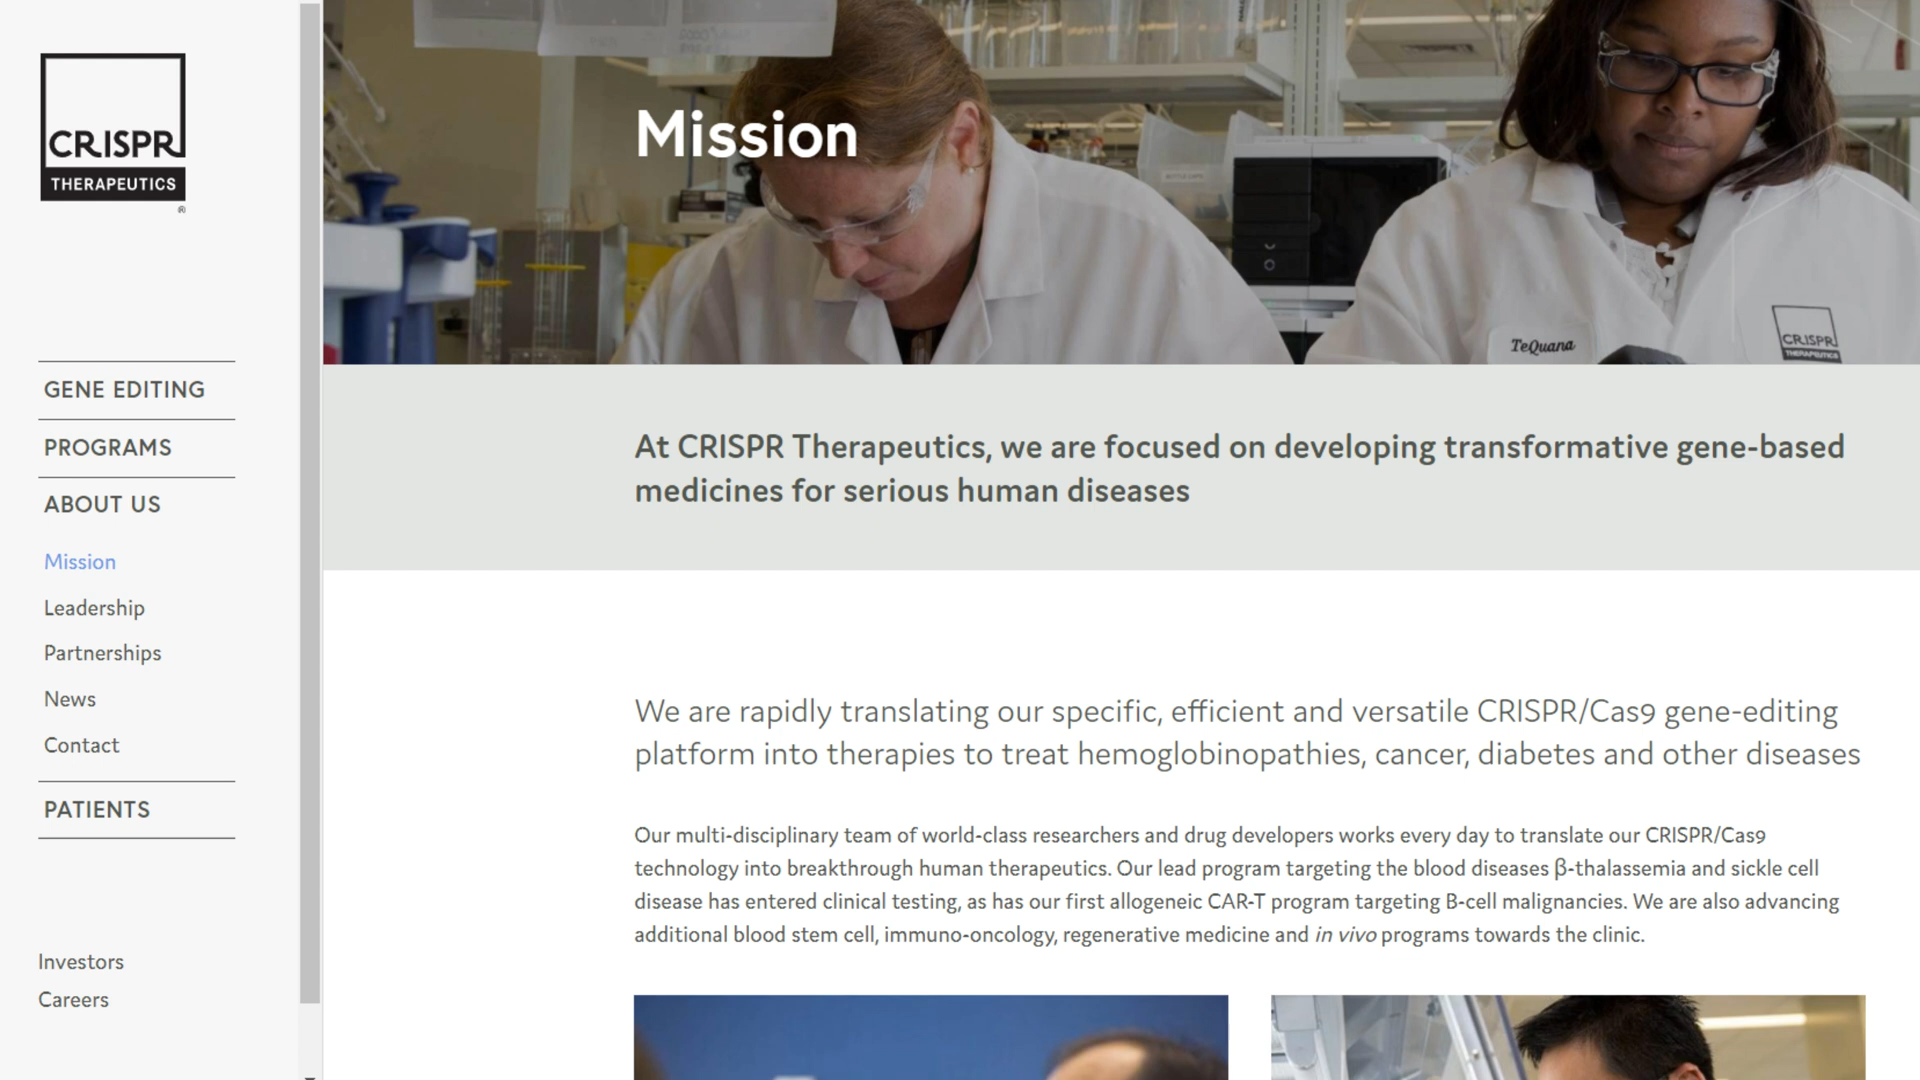 CRISPR
THERAPEUTICS
®
GENE EDITING
PROGRAMS
ABOUT US
Mission
Leadership
Partnerships
News
Contact
PATIENTS
Investors
Careers
Mission
TeQuana
CRISPR
THERAPEUTICS
At CRISPR Therapeutics, we are focused on developing transformative gene-based
medicines for serious human diseases
We are rapidly translating our specific, efficient and versatile CRISPR/Cas9 gene-editing
platform into therapies to treat hemoglobinopathies, cancer, diabetes and other diseases
Our multi-disciplinary team of world-class researchers and drug developers works every day to translate our CRISPR/Cas9
technology into breakthrough human therapeutics. Our lead program targeting the blood diseases β-thalassemia and sickle cell
disease has entered clinical testing, as has our first allogeneic CAR-T program targeting B-cell malignancies. We are also advancing
additional blood stem cell, immuno-oncology, regenerative medicine and in vivo programs towards the clinic.